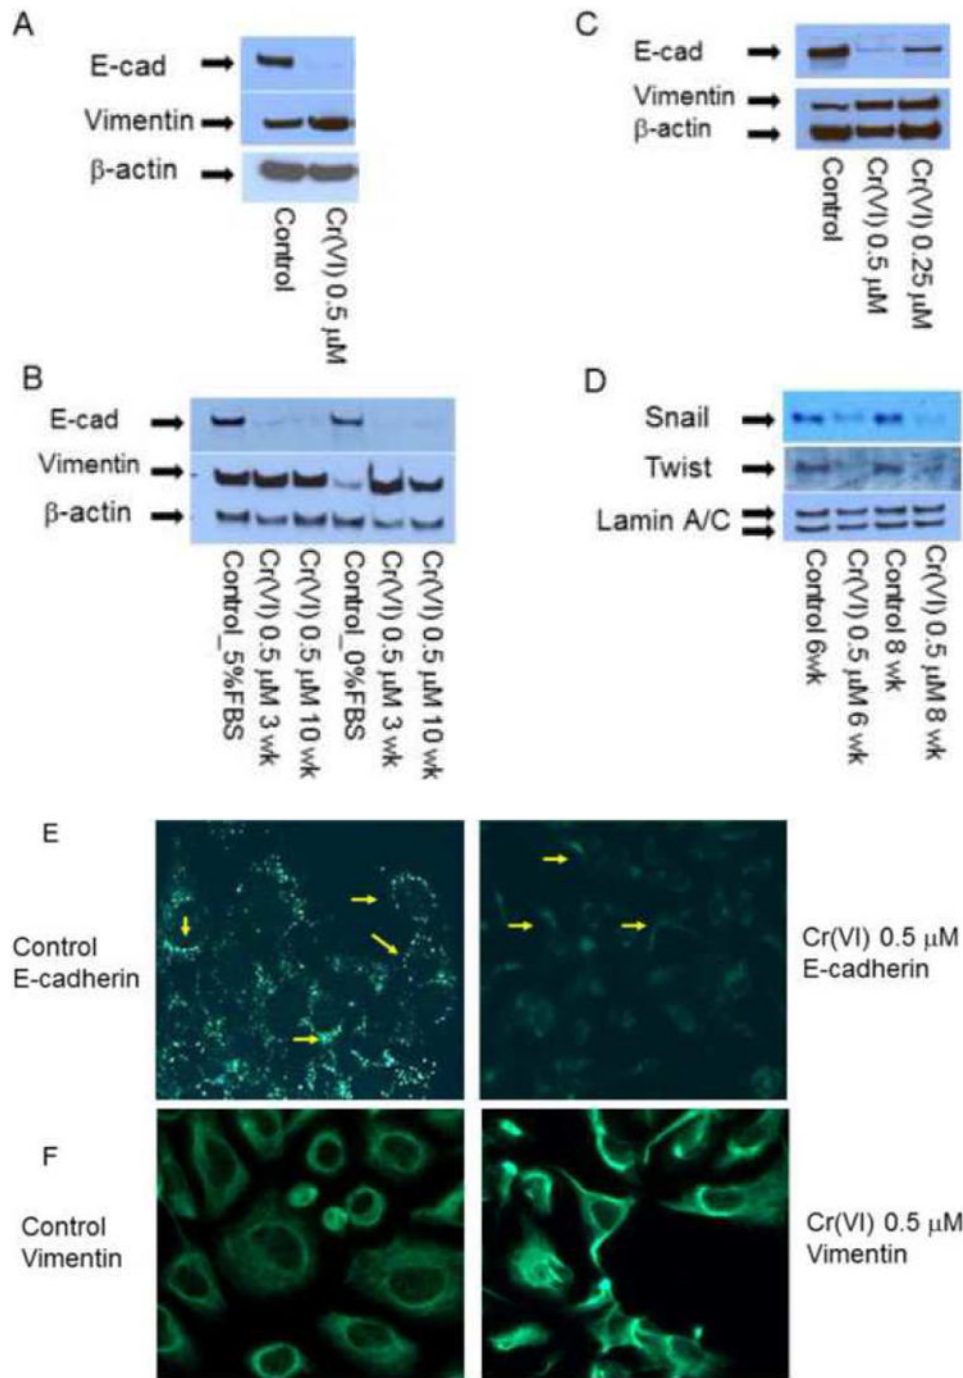 A
E-cad
Vimentin
β-actin
Control
Cr(VI) 0.5 μM
C
E-cad
Vimentin
β-actin
Control
Cr(VI) 0.5 μM
Cr(VI) 0.25 μM
B
E-cad
Vimentin
β-actin
Control_5%FBS
Cr(VI) 0.5 μM 3 wk
Cr(VI) 0.5 μM 10 wk
Control_0%FBS
Cr(VI) 0.5 μM 3 wk
Cr(VI) 0.5 μM 10 wk
D
Snail
Twist
Lamin A/C
Control 6wk
Cr(VI) 0.5 μM 6 wk
Control 8 wk
Cr(VI) 0.5 μM 8 wk
E
Control
E-cadherin
Cr(VI) 0.5 μM
E-cadherin
F
Control
Vimentin
Cr(VI) 0.5 μM
Vimentin